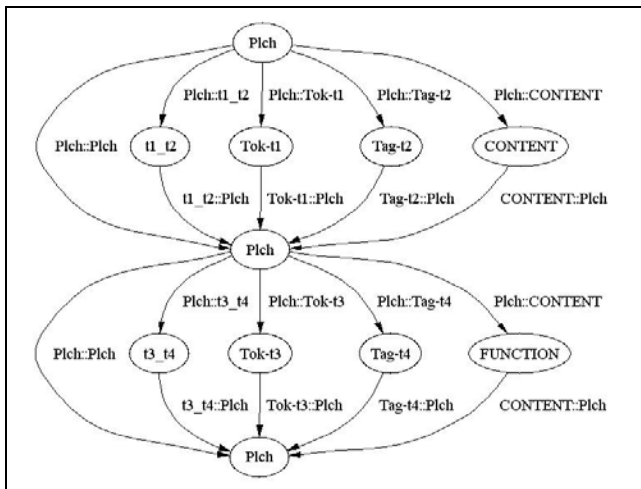 Plch
Plch::t1_t2 Plch::Tok-t1 Plch::Tag-t2 Plch::CONTENT
Plch::Plch t1_t2 Tok-t1 Tag-t2 CONTENT
t1_t2::Plch Tok-t1::Plch Tag-t2::Plch CONTENT::Plch
Plch
Plch::t3_t4 Plch::Tok-t3 Plch::Tag-t4 Plch::CONTENT
Plch::Plch t3_t4 Tok-t3 Tag-t4 FUNCTION
t3_t4::Plch Tok-t3::Plch Tag-t4::Plch CONTENT::Plch
Plch